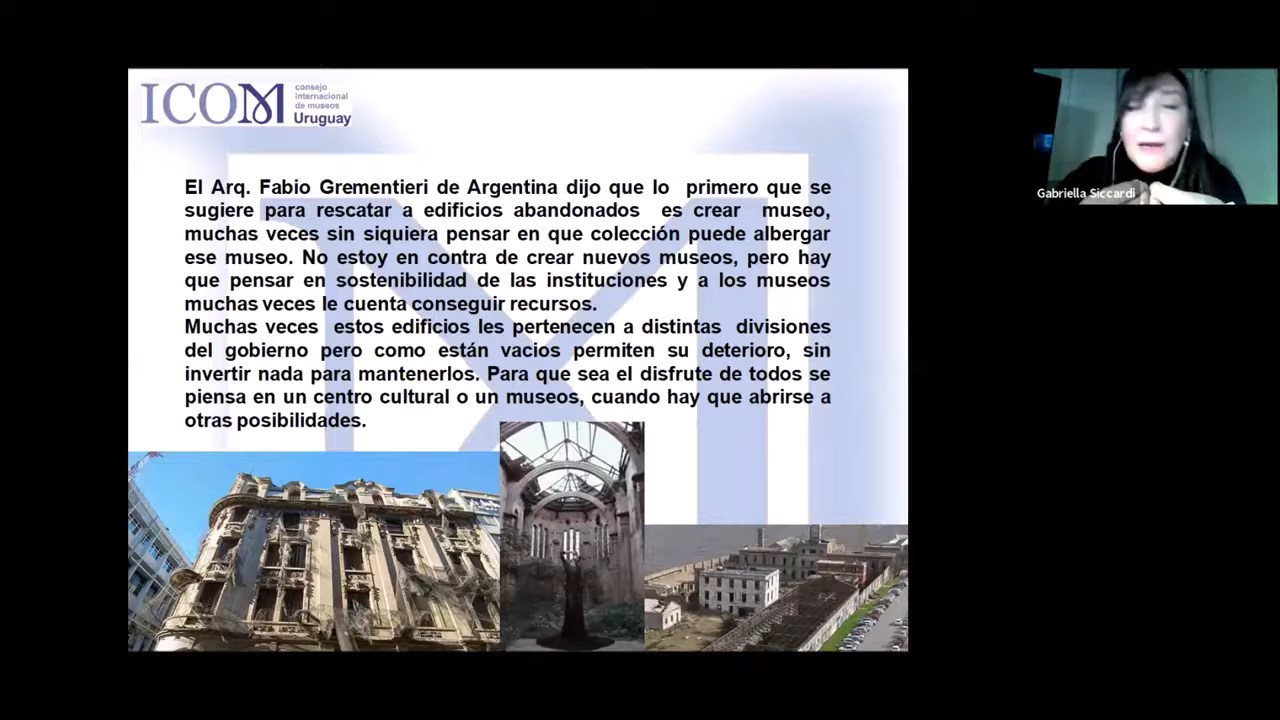 ICOM
consejo
internacional
de museos
Uruguay
El Arq. Fabio Grementieri de Argentina dijo que lo primero que se
sugiere para rescatar a edificios abandonados es crear museo,
muchas veces sin siquiera pensar en que colección puede albergar
ese museo. No estoy en contra de crear nuevos museos, pero hay
que pensar en sostenibilidad de las instituciones y a los museos
muchas veces le cuenta conseguir recursos.
Muchas veces estos edificios les pertenecen a distintas divisiones
del gobierno pero como están vacios permiten su deterioro, sin
invertir nada para mantenerlos. Para que sea el disfrute de todos se
piensa en un centro cultural o un museos, cuando hay que abrirse a
otras posibilidades.
Gabriella Siccardi